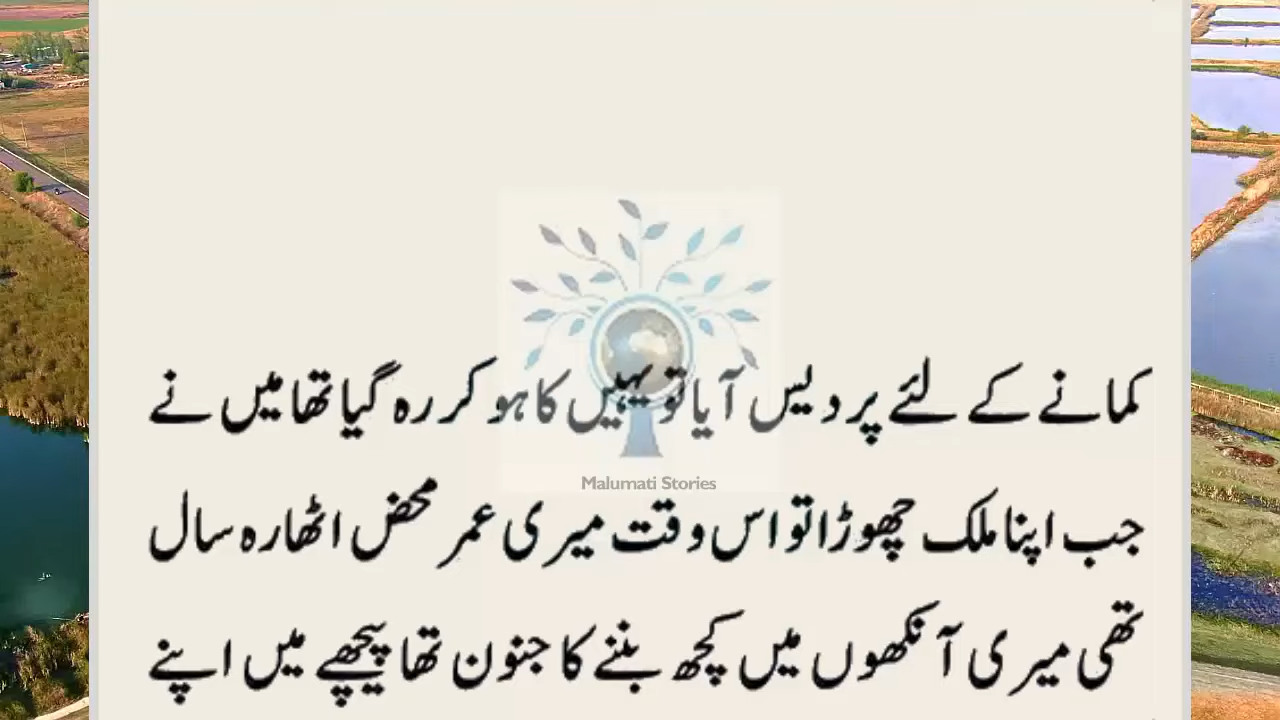 کمانے کے لئے پردیس آیا تو یہیں کا ہو کر رہ گیا تھا میں نے
Malumati Stories
جب اپنا ملک چھوڑا تو اس وقت میری عمر محض اٹھارہ سال
تھی میری آنکھوں میں کچھ بننے کا جنون تھا پیچھے میں اپنے